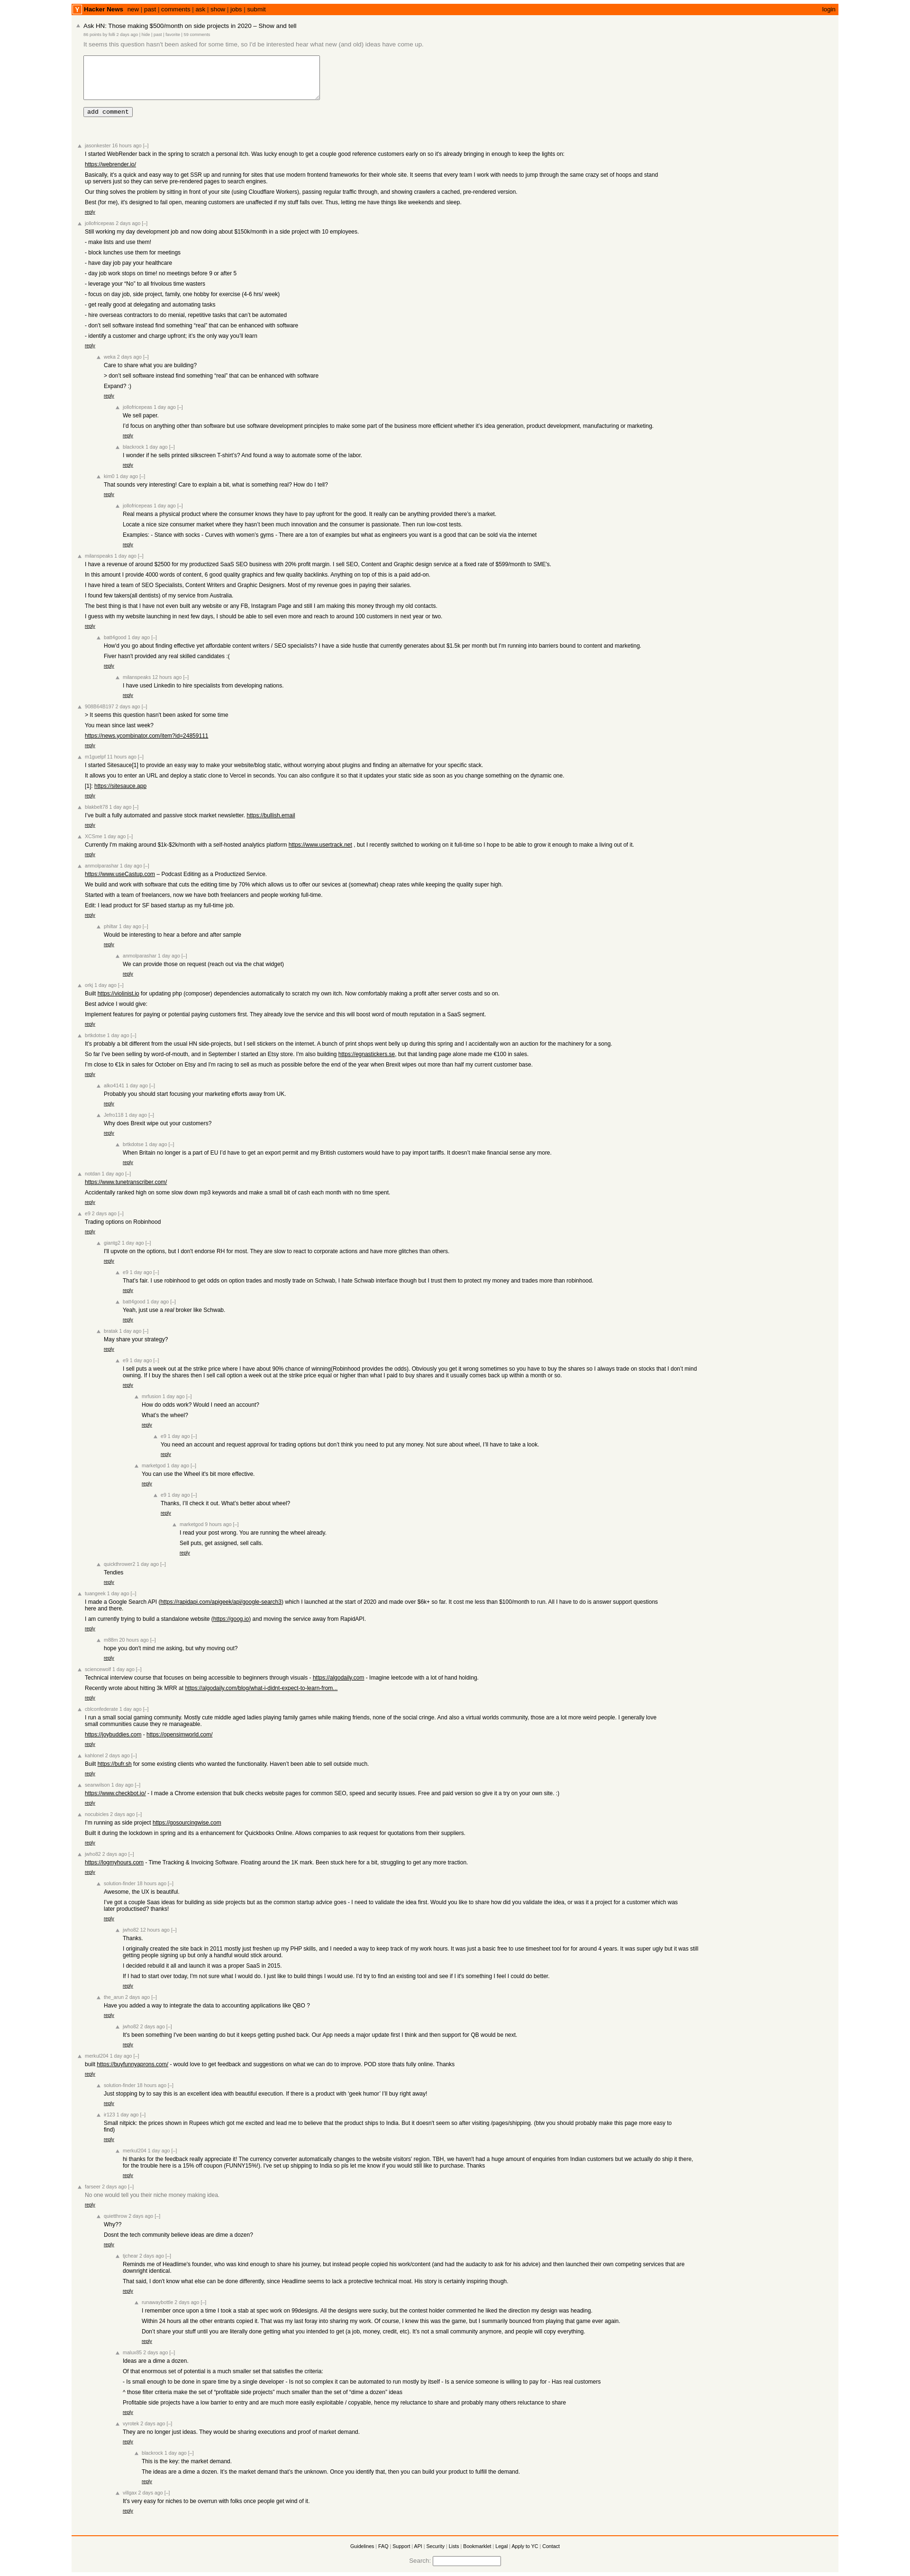 Hacker News new | past | comments | ask | show | jobs | submit
login
Ask HN: Those making $500/month on side projects in 2020 – Show and tell
It seems this question hasn't been asked for some time, so I'd be interested hear what new (and old) ideas have come up.
add comment
jasonkester 16 hours ago [–]
I started WebRender back in the spring to scratch a personal itch. Was lucky enough to get a couple good reference customers early on so it's already bringing in enough to keep the lights on:
https://webrender.io/
Basically, it's a quick and easy way to get SSR up and running for sites that use modern frontend frameworks for their whole site. It seems that every team I work with needs to jump through the same crazy set of hoops and stand
up servers just so they can serve pre-rendered pages to search engines.
Our thing solves the problem by sitting in front of your site (using Cloudflare Workers), passing regular traffic through, and showing crawlers a cached, pre-rendered version.
Best (for me), it's designed to fail open, meaning customers are unaffected if my stuff falls over. Thus, letting me have things like weekends and sleep.
reply
jollofricepeas 2 days ago [–]
Still working my day development job and now doing about $150k/month in a side project with 10 employees.
- make lists and use them!
- block lunches use them for meetings
- have day job pay your healthcare
- day job work stops on time! no meetings before 9 or after 5
- leverage your "No" to all frivolous time wasters
- focus on day job, side project, family, one hobby for exercise (4-6 hrs/ week)
- get really good at delegating and automating tasks
- hire overseas contractors to do menial, repetitive tasks that can't be automated
- don't sell software instead find something "real" that can be enhanced with software
- identify a customer and charge upfront; it's the only way you'll learn
reply
weka 2 days ago [–]
Care to share what you are building?
> don't sell software instead find something "real" that can be enhanced with software
Expand? :)
reply
jollofricepeas 1 day ago [–]
We sell paper.
I'd focus on anything other than software but use software development principles to make some part of the business more efficient whether it's idea generation, product development, manufacturing or marketing.
reply
blackrock 1 day ago [–]
I wonder if he sells printed silkscreen T-shirt's? And found a way to automate some of the labor.
reply
1 day ago [–]
That sounds very interesting! Care to explain a bit, what is something real? How do I tell?
reply
jollofricepeas 1 day ago [–]
Real means a physical product where the consumer knows they have to pay upfront for the good. It really can be anything provided there's a market.
Locate a nice size consumer market where they hasn't been much innovation and the consumer is passionate. Then run low-cost tests.
Examples: - Stance with socks - Curves with women's gyms - There are a ton of examples but what as engineers you want is a good that can be sold via the internet
reply
milanspeaks 1 day ago [–]
I have a revenue of around $2500 for my productized SaaS SEO business with 20% profit margin. I sell SEO, Content and Graphic design service at a fixed rate of $599/month to SME's.
In this amount I provide 4000 words of content, 6 good quality graphics and few quality backlinks. Anything on top of this is a paid add-on.
I have hired a team of SEO Specialists, Content Writers and Graphic Designers. Most of my revenue goes in paying their salaries.
I found few takers(all dentists) of my service from Australia.
The best thing is that I have not even built any website or any FB, Instagram Page and still I am making this money through my old contacts.
I guess with my website launching in next few days, I should be able to sell even more and reach to around 100 customers in next year or two.
reply
batit4good 1 day ago [–]
How'd you go about finding effective yet affordable content writers / SEO specialists? I have a side hustle that currently generates about $1.5k per month but I'm running into barriers bound to content and marketing.
Fiver hasn't provided any real skilled candidates :(
reply
milanspeaks 12 hours ago [–]
I have used Linkedin to hire specialists from developing nations.
reply
908B64B197 2 days ago [–]
> It seems this question hasn't been asked for some time
You mean since last week?
https://news.ycombinator.com/item?id=24859111
reply
m1guelpf 11 hours ago [–]
I started Sitesauce[1] to provide an easy way to make your website/blog static, without worrying about plugins and finding an alternative for your specific stack.
It allows you to enter an URL and deploy a static clone to Vercel in seconds. You can also configure it so that it updates your static side as soon as you change something on the dynamic one.
[1]: https://sitesauce.app
reply
blakbelt78 1 day ago [–]
I've built a fully automated and passive stock market newsletter. https://bullish.email
reply
XCSme 1 day ago [–]
Currently I'm making around $1k-$2k/month with a self-hosted analytics platform https://www.usertrack.net , but I recently switched to working on it full-time so I hope to be able to grow it enough to make a living out of it.
reply
anmolparashar 1 day ago [–]
https://www.useCastup.com – Podcast Editing as a Productized Service.
We build and work with software that cuts the editing time by 70% which allows us to offer our sevices at (somewhat) cheap rates while keeping the quality super high.
Started with a team of freelancers, now we have both freelancers and people working full-time.
Edit: I lead product for SF based startup as my full-time job.
reply
philtar 1 day ago [–]
Would be interesting to hear a before and after sample
reply
anmolparashar 1 day ago [–]
We can provide those on request (reach out via the chat widget)
reply
orkj 1 day ago [–]
Built https://violinist.io for updating php (composer) dependencies automatically to scratch my own itch. Now comfortably making a profit after server costs and so on.
Best advice I would give:
Implement features for paying or potential paying customers first. They already love the service and this will boost word of mouth reputation in a SaaS segment.
reply
brtkdotse 1 day ago [–]
It's probably a bit different from the usual HN side-projects, but I sell stickers on the internet. A bunch of print shops went belly up during this spring and I accidentally won an auction for the machinery for a song.
So far I've been selling by word-of-mouth, and in September I started an Etsy store. I'm also building https://egnastickers.se, but that landing page alone made me €100 in sales.
I'm close to €1k in sales for October on Etsy and I'm racing to sell as much as possible before the end of the year when Brexit wipes out more than half my current customer base.
reply
alko4141 1 day ago [–]
Probably you should start focusing your marketing efforts away from UK.
reply
Jefro118 1 day ago [–]
Why does Brexit wipe out your customers?
reply
brtkdotse 1 day ago [–]
When Britain no longer is a part of EU I'd have to get an export permit and my British customers would have to pay import tariffs. It doesn't make financial sense any more.
reply
1 day ago [–]
https://www.tunetranscriber.com/
Accidentally ranked high on some slow down mp3 keywords and make a small bit of cash each month with no time spent.
reply
e9 2 days ago [–]
Trading options on Robinhood
reply
giantg2 1 day ago [–]
I'll upvote on the options, but I don't endorse RH for most. They are slow to react to corporate actions and have more glitches than others.
reply
e9 1 day ago [–]
That's fair. I use robinhood to get odds on option trades and mostly trade on Schwab, I hate Schwab interface though but I trust them to protect my money and trades more than robinhood.
reply
batit4good 1 day ago [–]
Yeah, just use a real broker like Schwab.
reply
1 day ago [–]
May share your strategy?
reply
e9 1 day ago [–]
I sell puts a week out at the strike price where I have about 90% chance of winning(Robinhood provides the odds). Obviously you get it wrong sometimes so you have to buy the shares so I always trade on stocks that I don't mind
owning. If I buy the shares then I sell call option a week out at the strike price equal or higher than what I paid to buy shares and it usually comes back up within a month or so.
reply
mrfusion 1 day ago [–]
How do odds work? Would I need an account?
What's the wheel?
reply
e9 1 day ago [–]
You need an account and request approval for trading options but don't think you need to put any money. Not sure about wheel, I'll have to take a look.
reply
marketgod 1 day ago [–]
You can use the Wheel it's bit more effective.
reply
e9 1 day ago [–]
Thanks, I'll check it out. What's better about wheel?
reply
marketgod 9 hours ago [–]
I read your post wrong. You are running the wheel already.
Sell puts, get assigned, sell calls.
reply
quickthrower2 1 day ago [–]
Tendies
reply
tuangeek 1 day ago [–]
I made a Google Search API (https://rapidapi.com/apigeek/api/google-search3) which I launched at the start of 2020 and made over $6k+ so far. It cost me less than $100/month to run. All I have to do is answer support questions
here and there.
I am currently trying to build a standalone website (https://goog.io) and moving the service away from RapidAPI.
reply
20 hours ago [–]
hope you don't mind me asking, but why moving out?
reply
sciencewolf 1 day ago [–]
Technical interview course that focuses on being accessible to beginners through visuals - https://algodaily.com - Imagine leetcode with a lot of hand holding.
Recently wrote about hitting 3k MRR at https://algodaily.com/blog/what-i-didnt-expect-to-learn-from...
reply
1 day ago [–]
I run a small social gaming community. Mostly cute middle aged ladies playing family games while making friends, none of the social cringe. And also a virtual worlds community, those are a lot more weird people. I generally love
small communities cause they re manageable.
https://joybuddies.com - https://opensimworld.com/
reply
2 days ago [–]
Built https://bufr.sh for some existing clients who wanted the functionality. Haven't been able to sell outside much.
reply
seanwilson 1 day ago [–]
https://www.checkbot.io/ - I made a Chrome extension that bulk checks website pages for common SEO, speed and security issues. Free and paid version so give it a try on your own site. :)
reply
nocubicles 2 days ago [–]
I'm running as side project https://gosourcingwise.com
Built it during the lockdown in spring and its a enhancement for Quickbooks Online. Allows companies to ask request for quotations from their suppliers.
reply
jwho82 2 days ago [–]
https://logmyhours.com - Time Tracking & Invoicing Software. Floating around the 1K mark. Been stuck here for a bit, struggling to get any more traction.
reply
solution-finder 18 hours ago [–]
Awesome, the UX is beautiful.
I've got a couple Saas ideas for building as side projects but as the common startup advice goes - I need to validate the idea first. Would you like to share how did you validate the idea, or was it a project for a customer which was
later productised? thanks!
reply
jwho82 12 hours ago [–]
Thanks.
I originally created the site back in 2011 mostly just freshen up my PHP skills, and I needed a way to keep track of my work hours. It was just a basic free to use timesheet tool for for around 4 years. It was super ugly but it was still
getting people signing up but only a handful would stick around.
I decided rebuild it all and launch it was a proper SaaS in 2015.
If I had to start over today, I'm not sure what I would do. I just like to build things I would use. I'd try to find an existing tool and see if I it's something I feel I could do better.
reply
the_arun 2 days ago [–]
Have you added a way to integrate the data to accounting applications like QBO ?
reply
jwho82 2 days ago [–]
It's been something I've been wanting do but it keeps getting pushed back. Our App needs a major update first I think and then support for QB would be next.
reply
merkul204 1 day ago [–]
built https://buyfunnyaprons.com/ - would love to get feedback and suggestions on what we can do to improve. POD store thats fully online. Thanks
reply
solution-finder 18 hours ago [–]
Just stopping by to say this is an excellent idea with beautiful execution. If there is a product with 'geek humor' I'll buy right away!
reply
1 day ago [–]
Small nitpick: the prices shown in Rupees which got me excited and lead me to believe that the product ships to India. But it doesn't seem so after visiting /pages/shipping. (btw you should probably make this page more easy to
find)
reply
merkul204 1 day ago [–]
hi thanks for the feedback really appreciate it! The currency converter automatically changes to the website visitors' region. TBH, we haven't had a huge amount of enquiries from Indian customers but we actually do ship it there,
for the trouble here is a 15% off coupon (FUNNY15%!). I've set up shipping to India so pls let me know if you would still like to purchase. Thanks
reply
farseer 2 days ago [–]
No one would tell you their niche money making idea.
reply
quietthrow 2 days ago [–]
Why??
Dosnt the tech community believe ideas are dime a dozen?
reply
tjchear 2 days ago [–]
Reminds me of Headlime's founder, who was kind enough to share his journey, but instead people copied his work/content (and had the audacity to ask for his advice) and then launched their own competing services that are
downright identical.
That said, I don't know what else can be done differently, since Headlime seems to lack a protective technical moat. His story is certainly inspiring though.
reply
runawaybottle 2 days ago [–]
I remember once upon a time I took a stab at spec work on 99designs. All the designs were sucky, but the contest holder commented he liked the direction my design was heading.
Within 24 hours all the other entrants copied it. That was my last foray into sharing my work. Of course, I knew this was the game, but I summarily bounced from playing that game ever again.
Don't share your stuff until you are literally done getting what you intended to get (a job, money, credit, etc). It's not a small community anymore, and people will copy everything.
reply
2 days ago [–]
Ideas are a dime a dozen.
Of that enormous set of potential is a much smaller set that satisfies the criteria:
- Is small enough to be done in spare time by a single developer - Is not so complex it can be automated to run mostly by itself - Is a service someone is willing to pay for - Has real customers
^ those filter criteria make the set of "profitable side projects" much smaller than the set of "dime a dozen" ideas
Profitable side projects have a low barrier to entry and are much more easily exploitable / copyable, hence my reluctance to share and probably many others reluctance to share
reply
vyrotek 2 days ago [–]
They are no longer just ideas. They would be sharing executions and proof of market demand.
reply
blackrock 1 day ago [–]
This is the key: the market demand.
The ideas are a dime a dozen. It's the market demand that's the unknown. Once you identify that, then you can build your product to fulfill the demand.
reply
2 days ago [–]
It's very easy for niches to be overrun with folks once people get wind of it.
reply
Guidelines | FAQ | Support | API | Security | Lists | Bookmarklet | Legal | Apply to YC | Contact
Search: